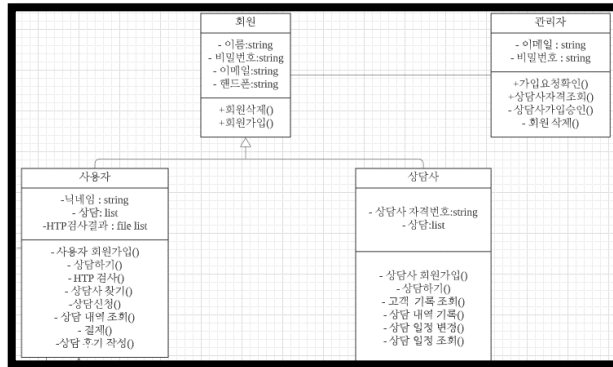 회원
- 이름:string
- 비밀번호:string
- 이메일:string
- 핸드폰:string
+회원삭제()
+회원가입()
관리자
- 이메일 : string
- 비밀번호 : string
+가입요청확인()
+상담사자격조회()
- 상담사가입승인()
- 회원 삭제()
사용자
-닉네임 : string
- 상담: list
-HTP검사결과 : file list
- 사용자 회원가입()
- 상담하기()
- HTP 검사()
- 상담사 찾기()
-상담신청()
- 상담 내역 조회()
- 결제()
-상담 후기 작성()
상담사
- 상담사 자격번호:string
- 상담:list
- 상담사 회원가입()
- 상담하기()
- 고객 기록 조회()
- 상담 내역 기록()
- 상담 일정 변경()
- 상담 일정 조회()